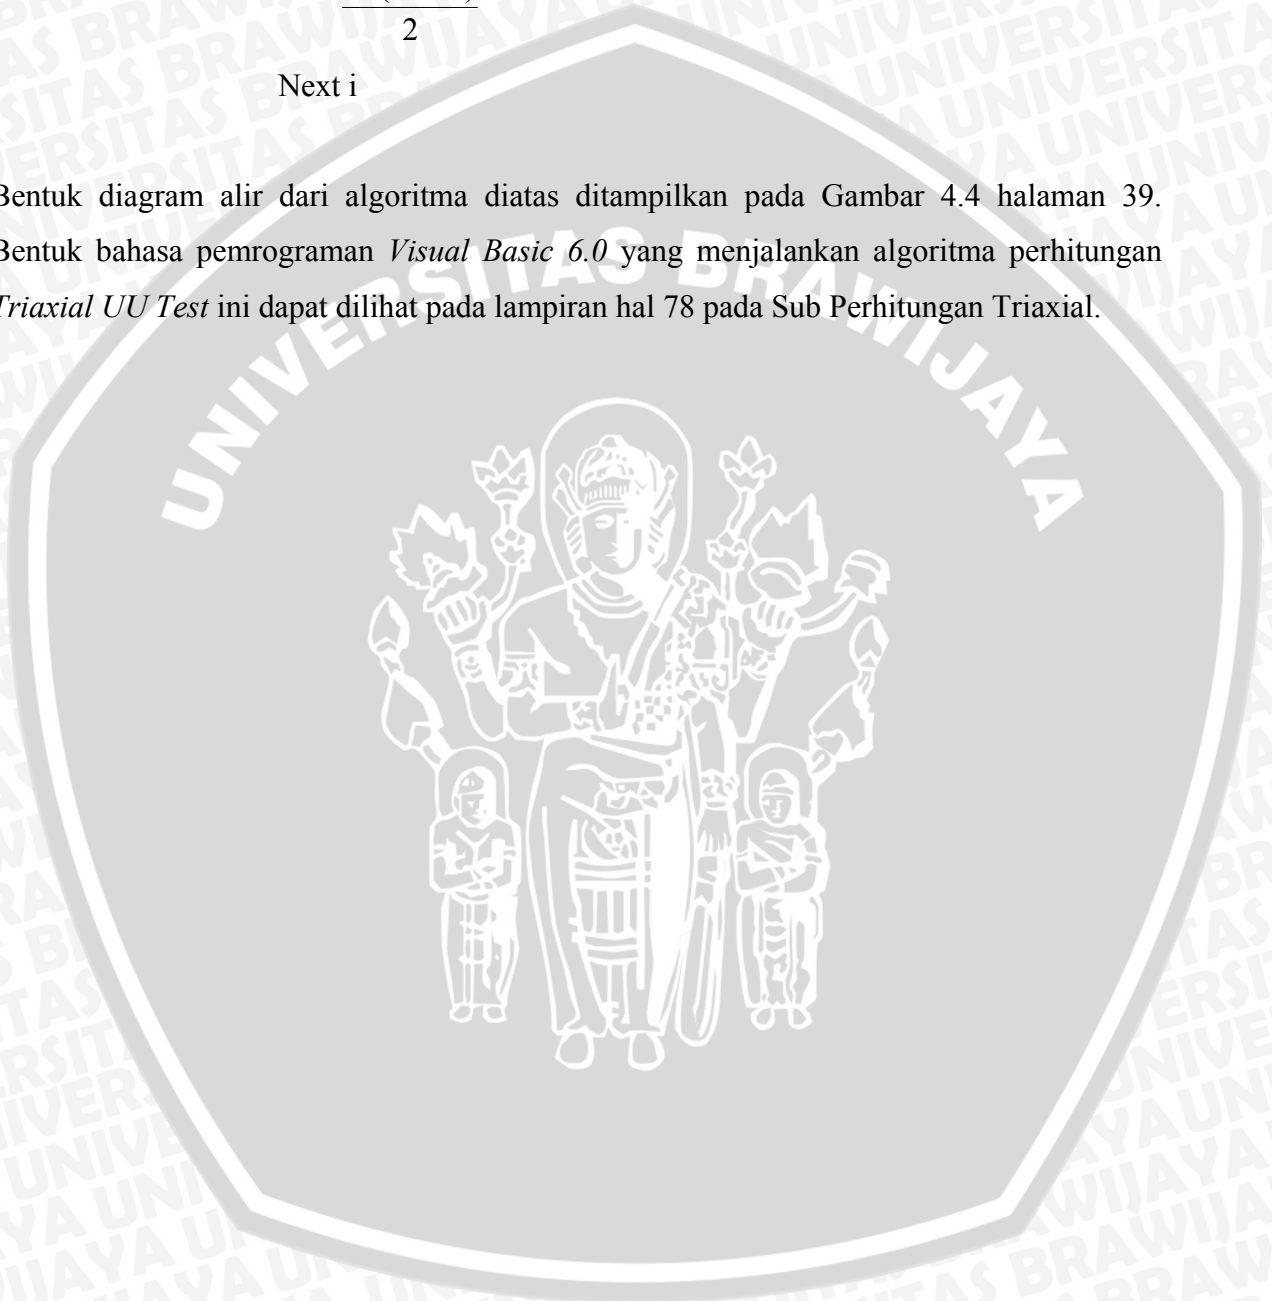 2
Next i
Bentuk diagram alir dari algoritma diatas ditampilkan pada Gambar 4.4 halaman 39.
Bentuk bahasa pemrograman Visual Basic 6.0 yang menjalankan algoritma perhitungan
Triaxial UU Test ini dapat dilihat pada lampiran hal 78 pada Sub Perhitungan Triaxial.
UNIVERSITAS BRAWIJAYA